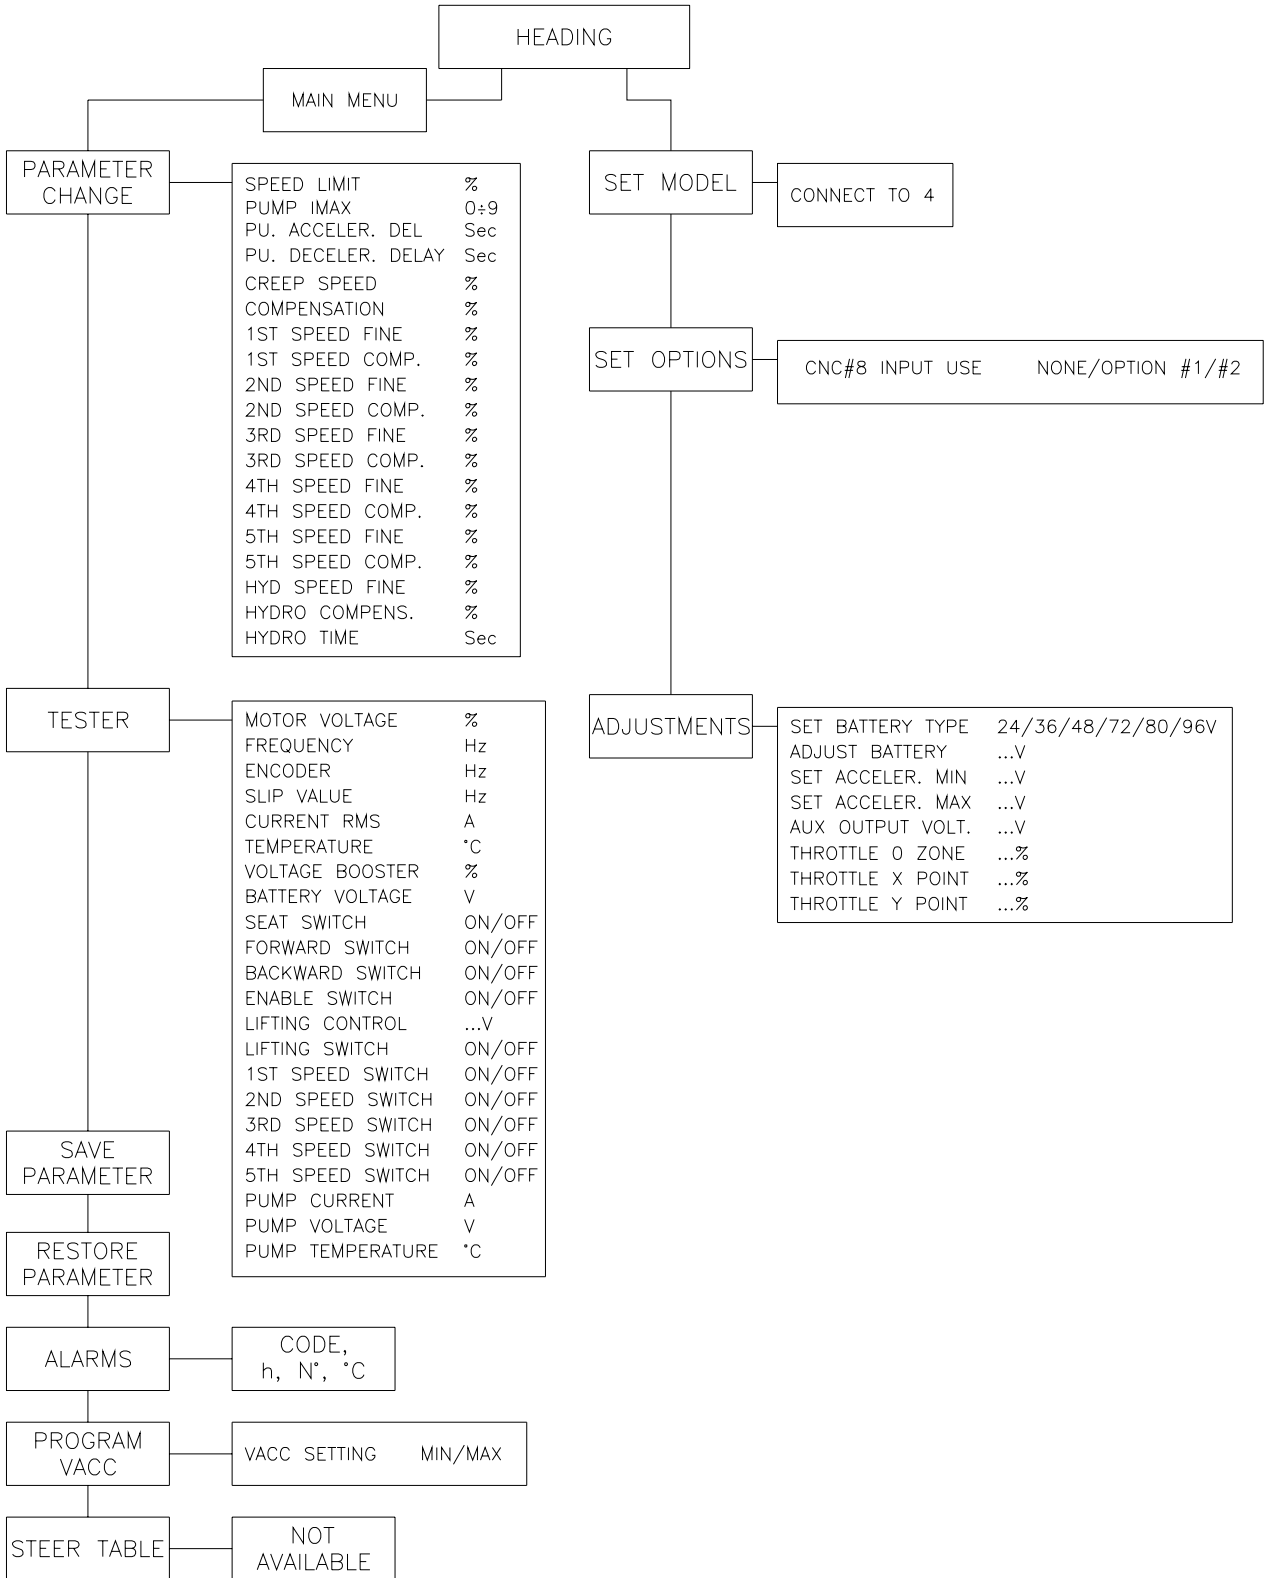 HEADING
MAIN MENU
PARAMETER
CHANGE
SPEED LIMIT %
PUMP IMAX 0÷9
PU. ACCELER. DEL Sec
PU. DECELER. DELAY Sec
CREEP SPEED %
COMPENSATION %
1ST SPEED FINE %
1ST SPEED COMP. %
2ND SPEED FINE %
2ND SPEED COMP. %
3RD SPEED FINE %
3RD SPEED COMP. %
4TH SPEED FINE %
4TH SPEED COMP. %
5TH SPEED FINE %
5TH SPEED COMP. %
HYD SPEED FINE %
HYDRO COMPENS. %
HYDRO TIME Sec
TESTER
MOTOR VOLTAGE %
FREQUENCY Hz
ENCODER Hz
SLIP VALUE Hz
CURRENT RMS A
TEMPERATURE °C
VOLTAGE BOOSTER %
BATTERY VOLTAGE V
SEAT SWITCH ON/OFF
FORWARD SWITCH ON/OFF
BACKWARD SWITCH ON/OFF
ENABLE SWITCH ON/OFF
LIFTING CONTROL ...V
LIFTING SWITCH ON/OFF
1ST SPEED SWITCH ON/OFF
2ND SPEED SWITCH ON/OFF
3RD SPEED SWITCH ON/OFF
4TH SPEED SWITCH ON/OFF
5TH SPEED SWITCH ON/OFF
PUMP CURRENT A
PUMP VOLTAGE V
PUMP TEMPERATURE °C
SAVE
PARAMETER
RESTORE
PARAMETER
ALARMS
CODE,
h, N°, °C
PROGRAM
VACC
VACC SETTING MIN/MAX
STEER TABLE
NOT
AVAILABLE
SET MODEL
CONNECT TO 4
SET OPTIONS
CNC#8 INPUT USE NONE/OPTION #1/#2
ADJUSTMENTS
SET BATTERY TYPE 24/36/48/72/80/96V
ADJUST BATTERY ...V
SET ACCELER. MIN ...V
SET ACCELER. MAX ...V
AUX OUTPUT VOLT. ...V
THROTTLE 0 ZONE ...%
THROTTLE X POINT ...%
THROTTLE Y POINT ...%